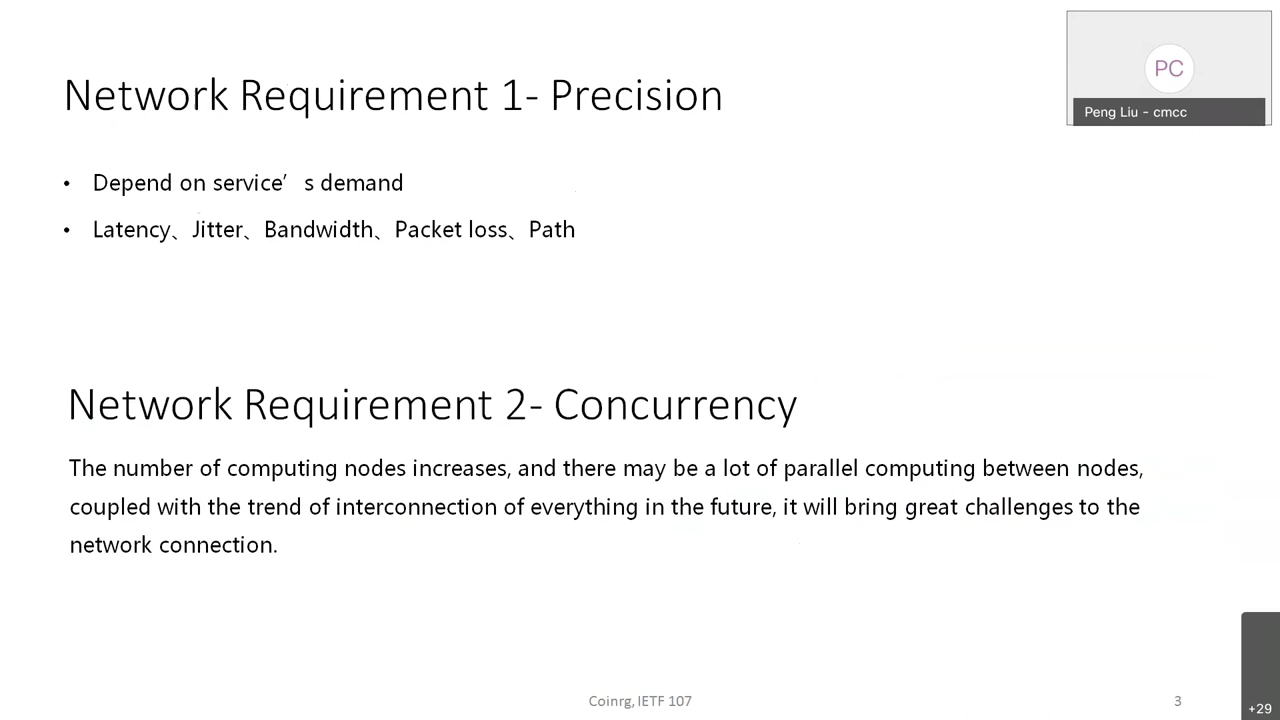 Network Requirement 1- Precision
PC
Peng Liu - cmcc
• Depend on service’ s demand
• Latency、Jitter、Bandwidth、Packet loss、Path
Network Requirement 2- Concurrency
The number of computing nodes increases, and there may be a lot of parallel computing between nodes,
coupled with the trend of interconnection of everything in the future, it will bring great challenges to the
network connection.
Coinrg, IETF 107
3
+29